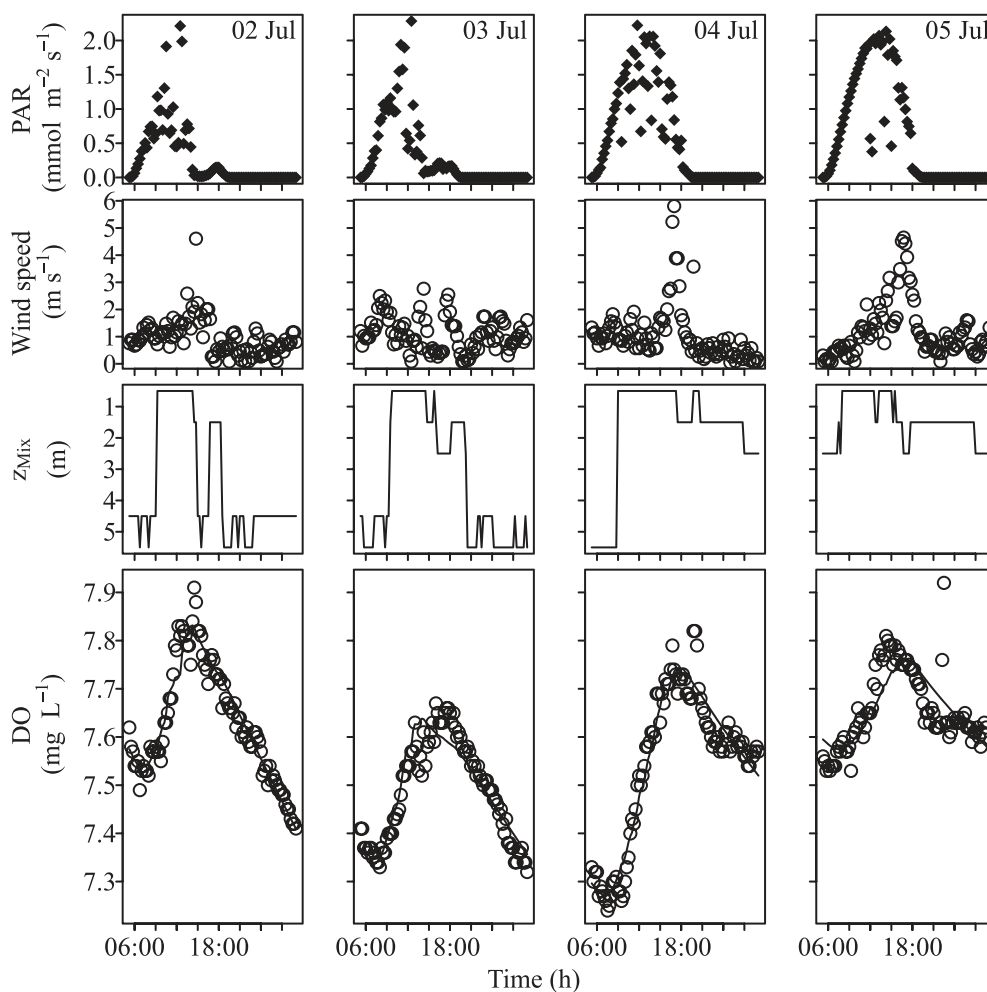 02 Jul 03 Jul 04 Jul 05 Jul
PAR
(mmol m⁻² s⁻¹)
2.0
1.5
1.0
0.5
0.0
Wind speed
(m s⁻¹)
6
5
4
3
2
1
0
zMix
(m)
1
2
3
4
5
DO
(mg L⁻¹)
7.9
7.8
7.7
7.6
7.5
7.4
7.3
06:00 18:00 06:00 18:00 06:00 18:00 06:00 18:00
Time (h)